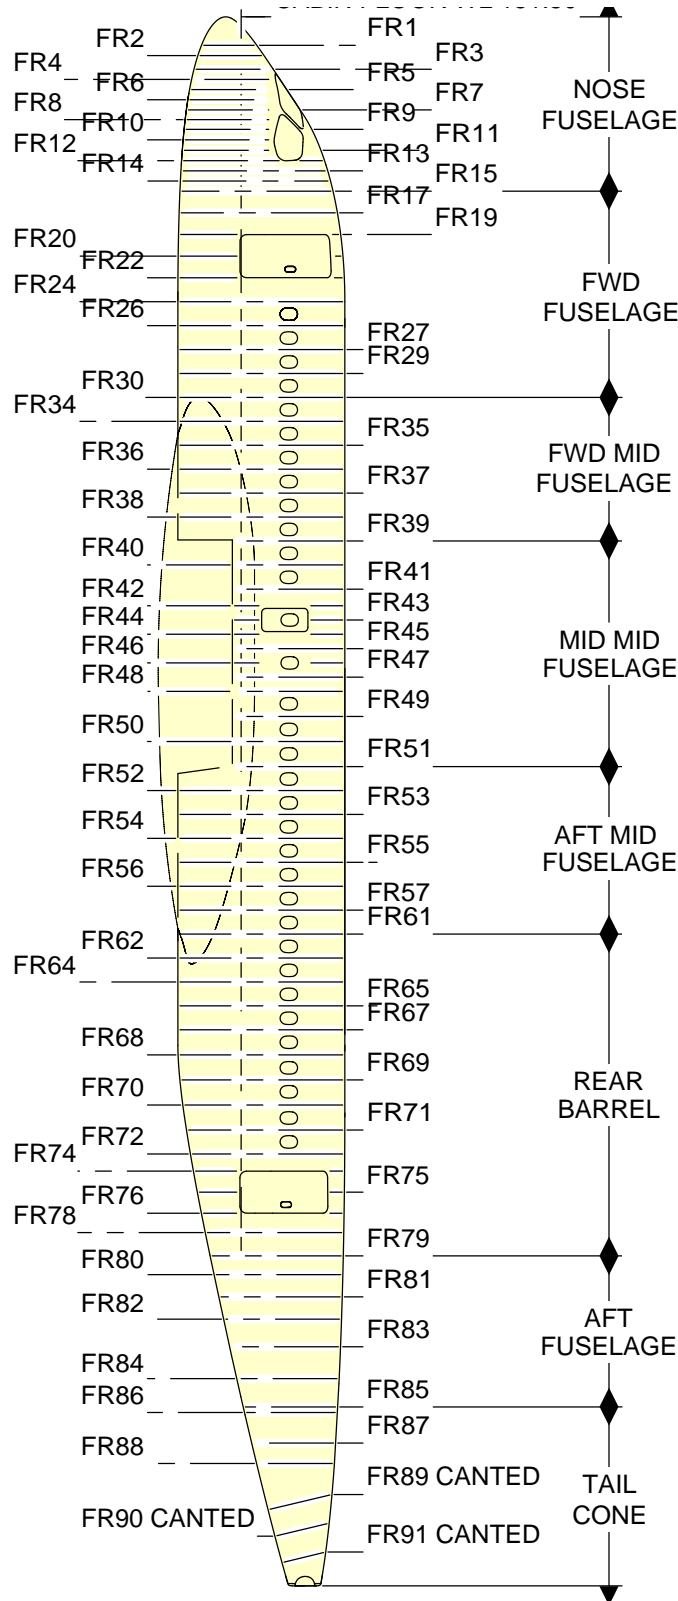 FR1
FR2
FR3
FR4
FR5
FR6
FR7
FR8
FR9
FR10
FR11
FR12
FR13
FR14
FR15
FR17
FR19
FR20
FR22
FR24
FR26
FR27
FR29
FR30
FR34
FR35
FR36
FR37
FR38
FR39
FR40
FR41
FR42
FR43
FR44
FR45
FR46
FR47
FR48
FR49
FR50
FR51
FR52
FR53
FR54
FR55
FR56
FR57
FR61
FR62
FR64
FR65
FR67
FR68
FR69
FR70
FR71
FR72
FR74
FR75
FR76
FR78
FR79
FR80
FR81
FR82
FR83
FR84
FR85
FR86
FR87
FR88
FR89 CANTED
FR90 CANTED
FR91 CANTED
NOSE
FUSELAGE
FWD
FUSELAGE
FWD MID
FUSELAGE
MID MID
FUSELAGE
AFT MID
FUSELAGE
REAR
BARREL
AFT
FUSELAGE
TAIL
CONE